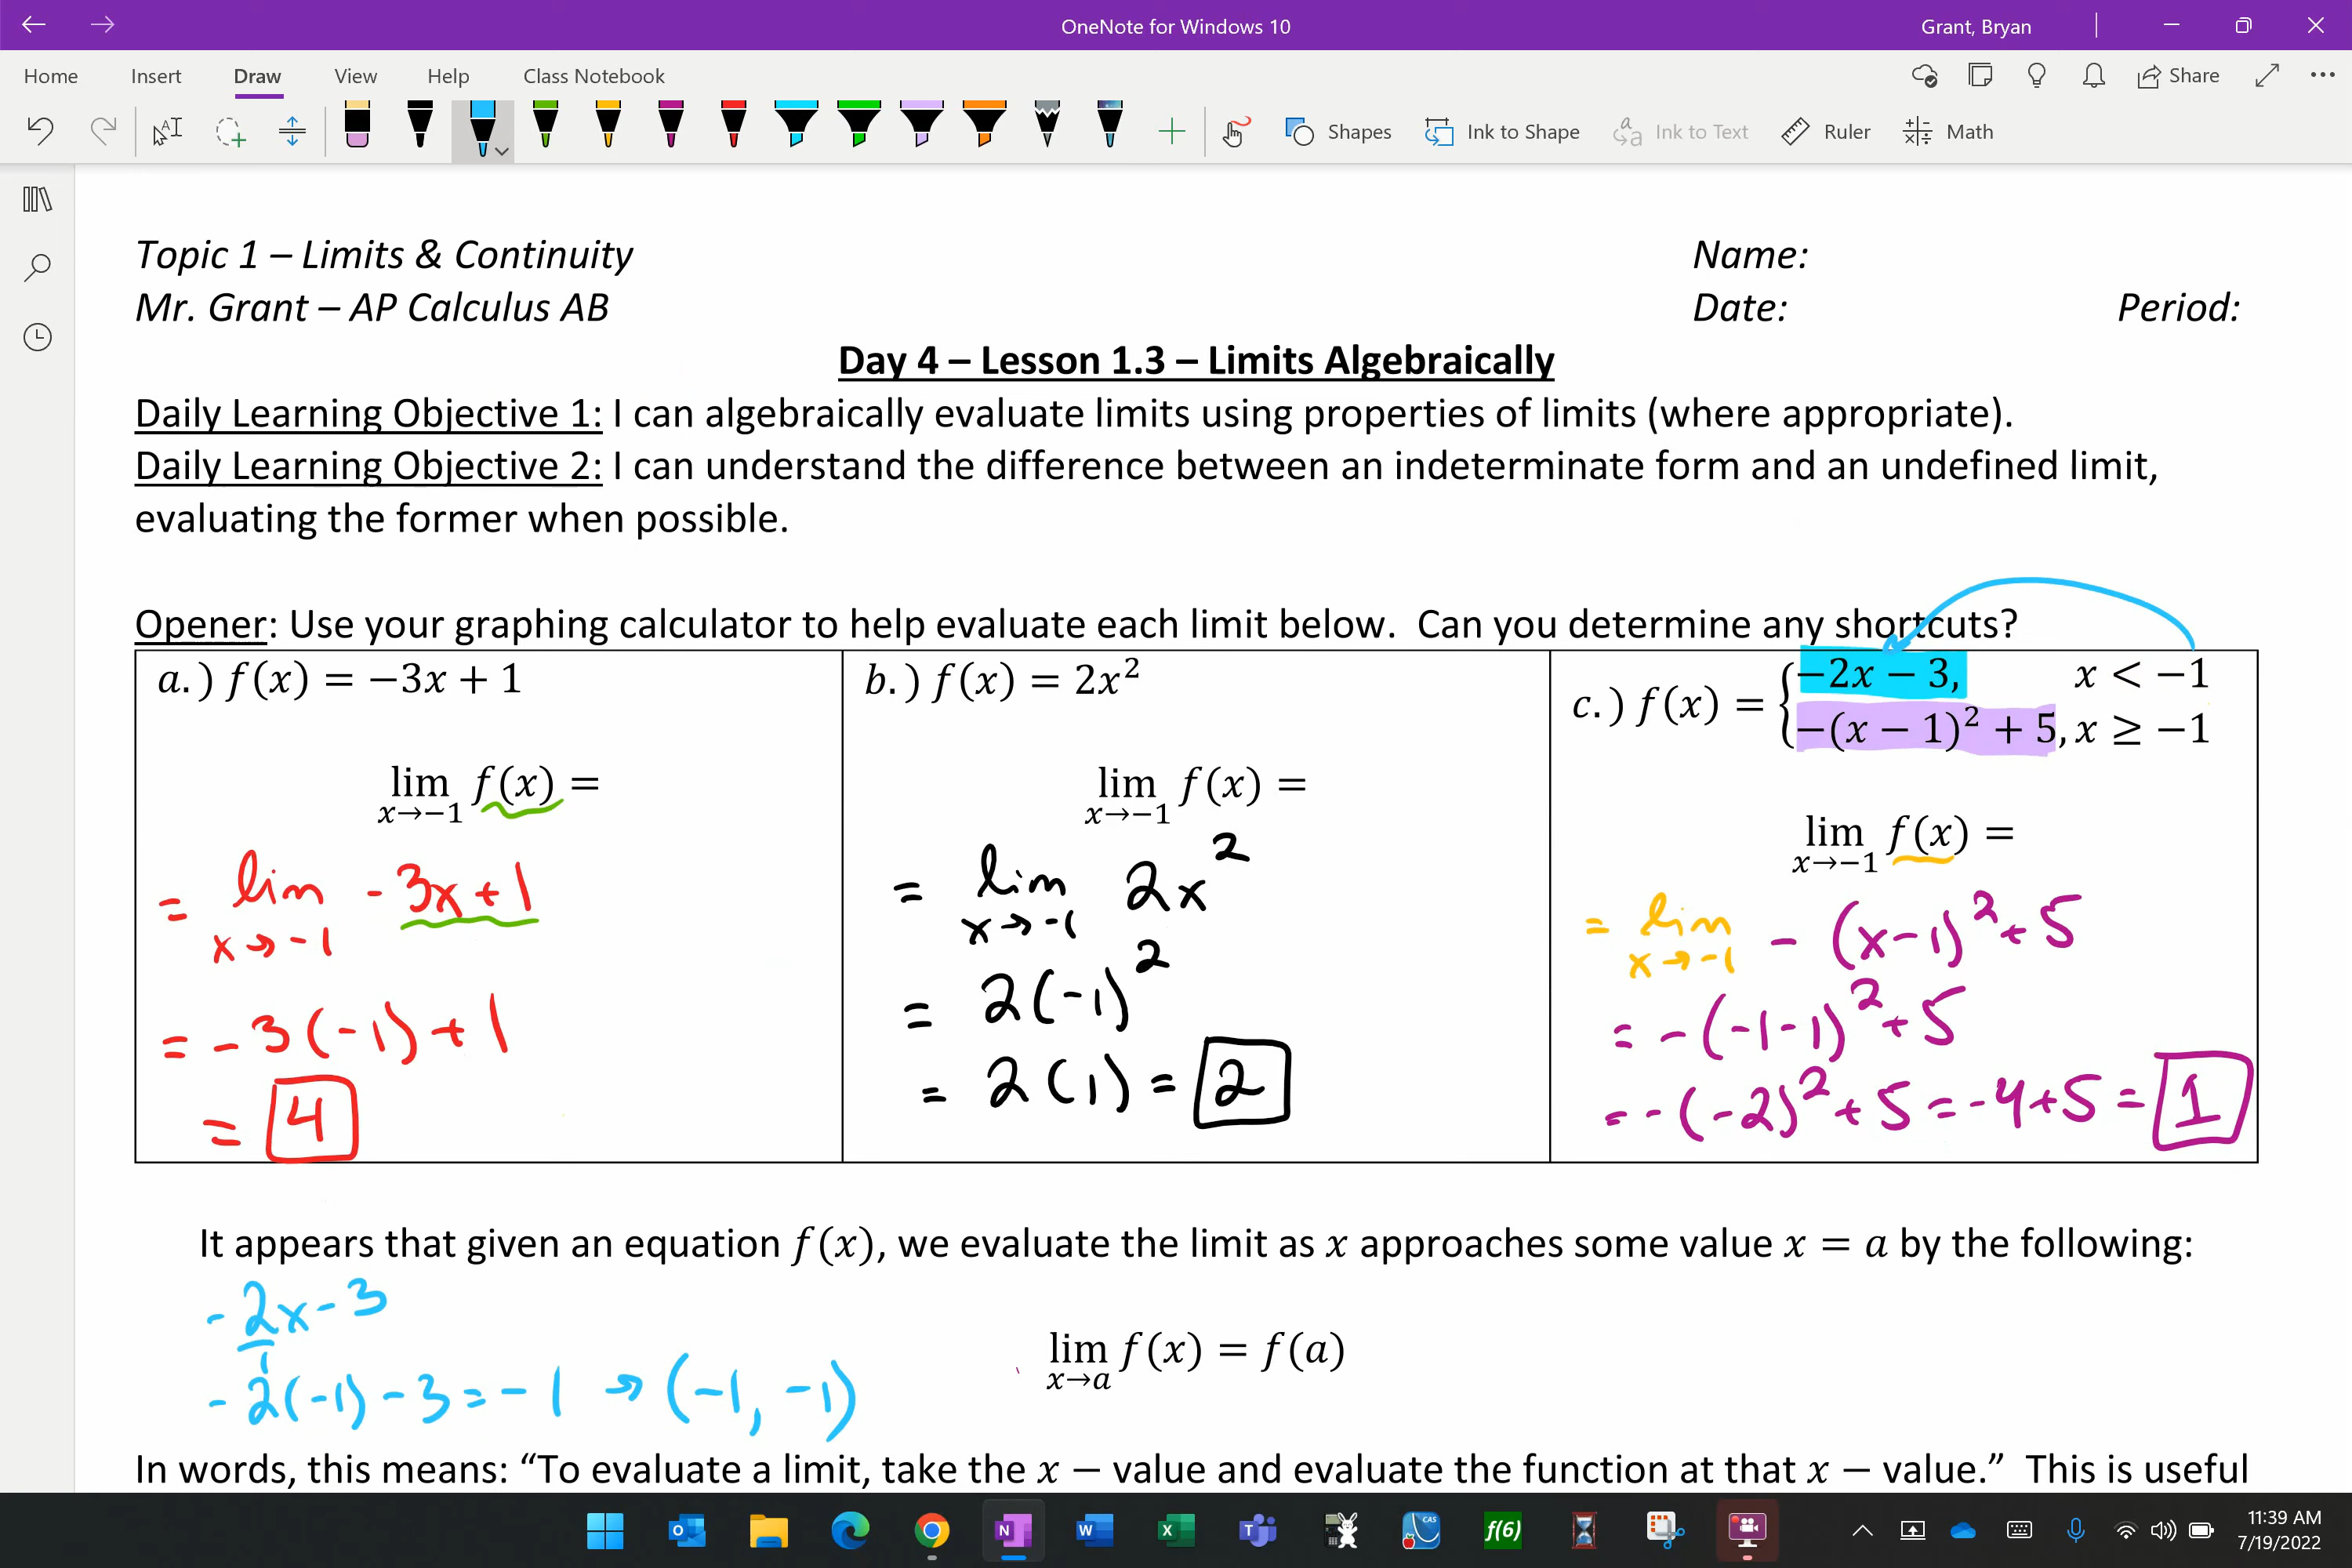 OneNote for Windows 10
Grant, Bryan
Home Insert Draw View Help Class Notebook
Share
Shapes Ink to Shape Ink to Text Ruler Math
Topic 1 – Limits & Continuity Name:
Mr. Grant – AP Calculus AB Date: Period:
Day 4 – Lesson 1.3 – Limits Algebraically
Daily Learning Objective 1: I can algebraically evaluate limits using properties of limits (where appropriate).
Daily Learning Objective 2: I can understand the difference between an indeterminate form and an undefined limit,
evaluating the former when possible.
Opener: Use your graphing calculator to help evaluate each limit below. Can you determine any shortcuts?
a.) f(x) = −3x + 1
lim f(x) =
x→−1
= lim -3x+1
x→-1
= -3(-1)+1
= 4
b.) f(x) = 2x²
lim f(x) =
x→−1
= lim 2x²
x→-1
= 2(-1)²
= 2(1) = 2
c.) f(x) = { −2x − 3, x < −1
−(x − 1)² + 5, x ≥ −1
lim f(x) =
x→−1
= lim -(x-1)²+5
x→-1
= -(-1-1)²+5
= -(-2)²+5 = -4+5 = 1
It appears that given an equation f(x), we evaluate the limit as x approaches some value x = a by the following:
-2x-3
-2(-1)-3=-1 → (-1, -1)
lim f(x) = f(a)
x→a
In words, this means: “To evaluate a limit, take the x − value and evaluate the function at that x − value.” This is useful
CAS
f(6)
11:39 AM
7/19/2022